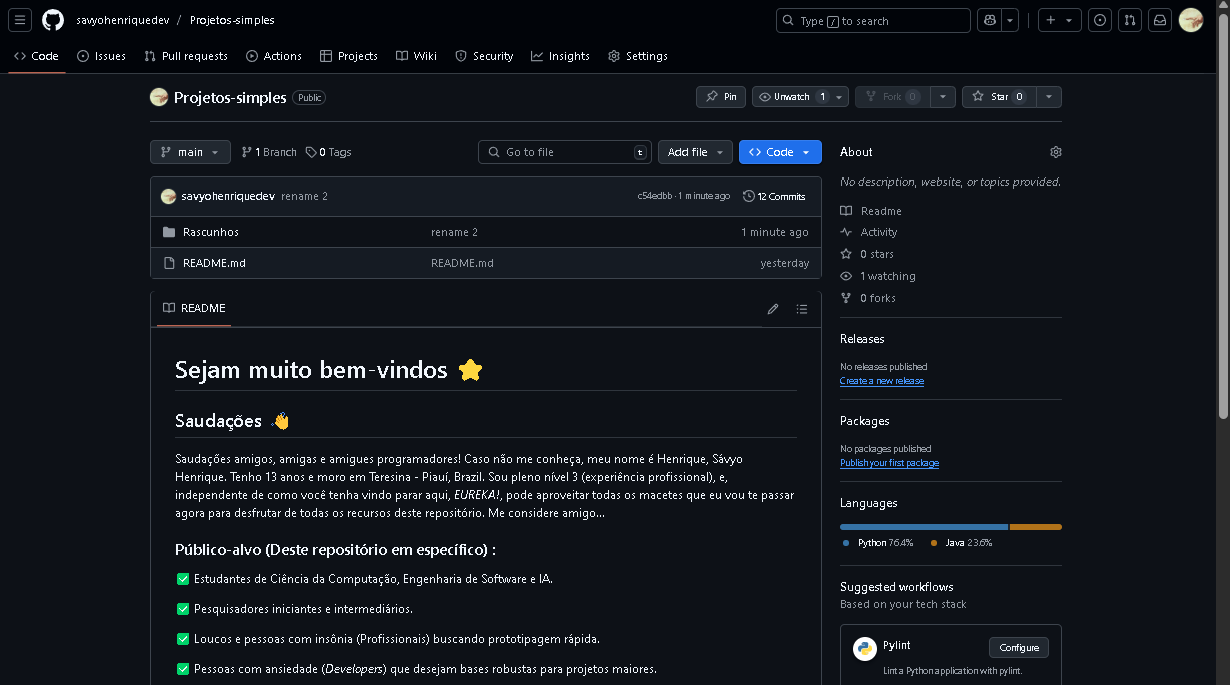 savyohenriquedev / Projetos-simples
Type / to search
Code Issues Pull requests Actions Projects Wiki Security Insights Settings
Projetos-simples Public
Pin Unwatch 1 Fork 0 Star 0
main 1 Branch 0 Tags
Go to file t Add file Code
savyohenriquedev rename 2 c54edbb · 1 minute ago 12 Commits
Rascunhos rename 2 1 minute ago
README.md README.md yesterday
README
Sejam muito bem-vindos ⭐
Saudações 👋
Saudações amigos, amigas e amigues programadores! Caso não me conheça, meu nome é Henrique, Sávyo
Henrique. Tenho 13 anos e moro em Teresina - Piauí, Brazil. Sou pleno nível 3 (experiência profissional), e,
independente de como você tenha vindo parar aqui, EUREKA!, pode aproveitar todas os macetes que eu vou te passar
agora para desfrutar de todas os recursos deste repositório. Me considere amigo...
Público-alvo (Deste repositório em específico) :
✅ Estudantes de Ciência da Computação, Engenharia de Software e IA.
✅ Pesquisadores iniciantes e intermediários.
✅ Loucos e pessoas com insônia (Profissionais) buscando prototipagem rápida.
✅ Pessoas com ansiedade (Developers) que desejam bases robustas para projetos maiores.
About
No description, website, or topics provided.
Readme
Activity
0 stars
1 watching
0 forks
Releases
No releases published
Create a new release
Packages
No packages published
Publish your first package
Languages
Python 76.4% Java 23.6%
Suggested workflows
Based on your tech stack
Pylint Configure
Lint a Python application with pylint.